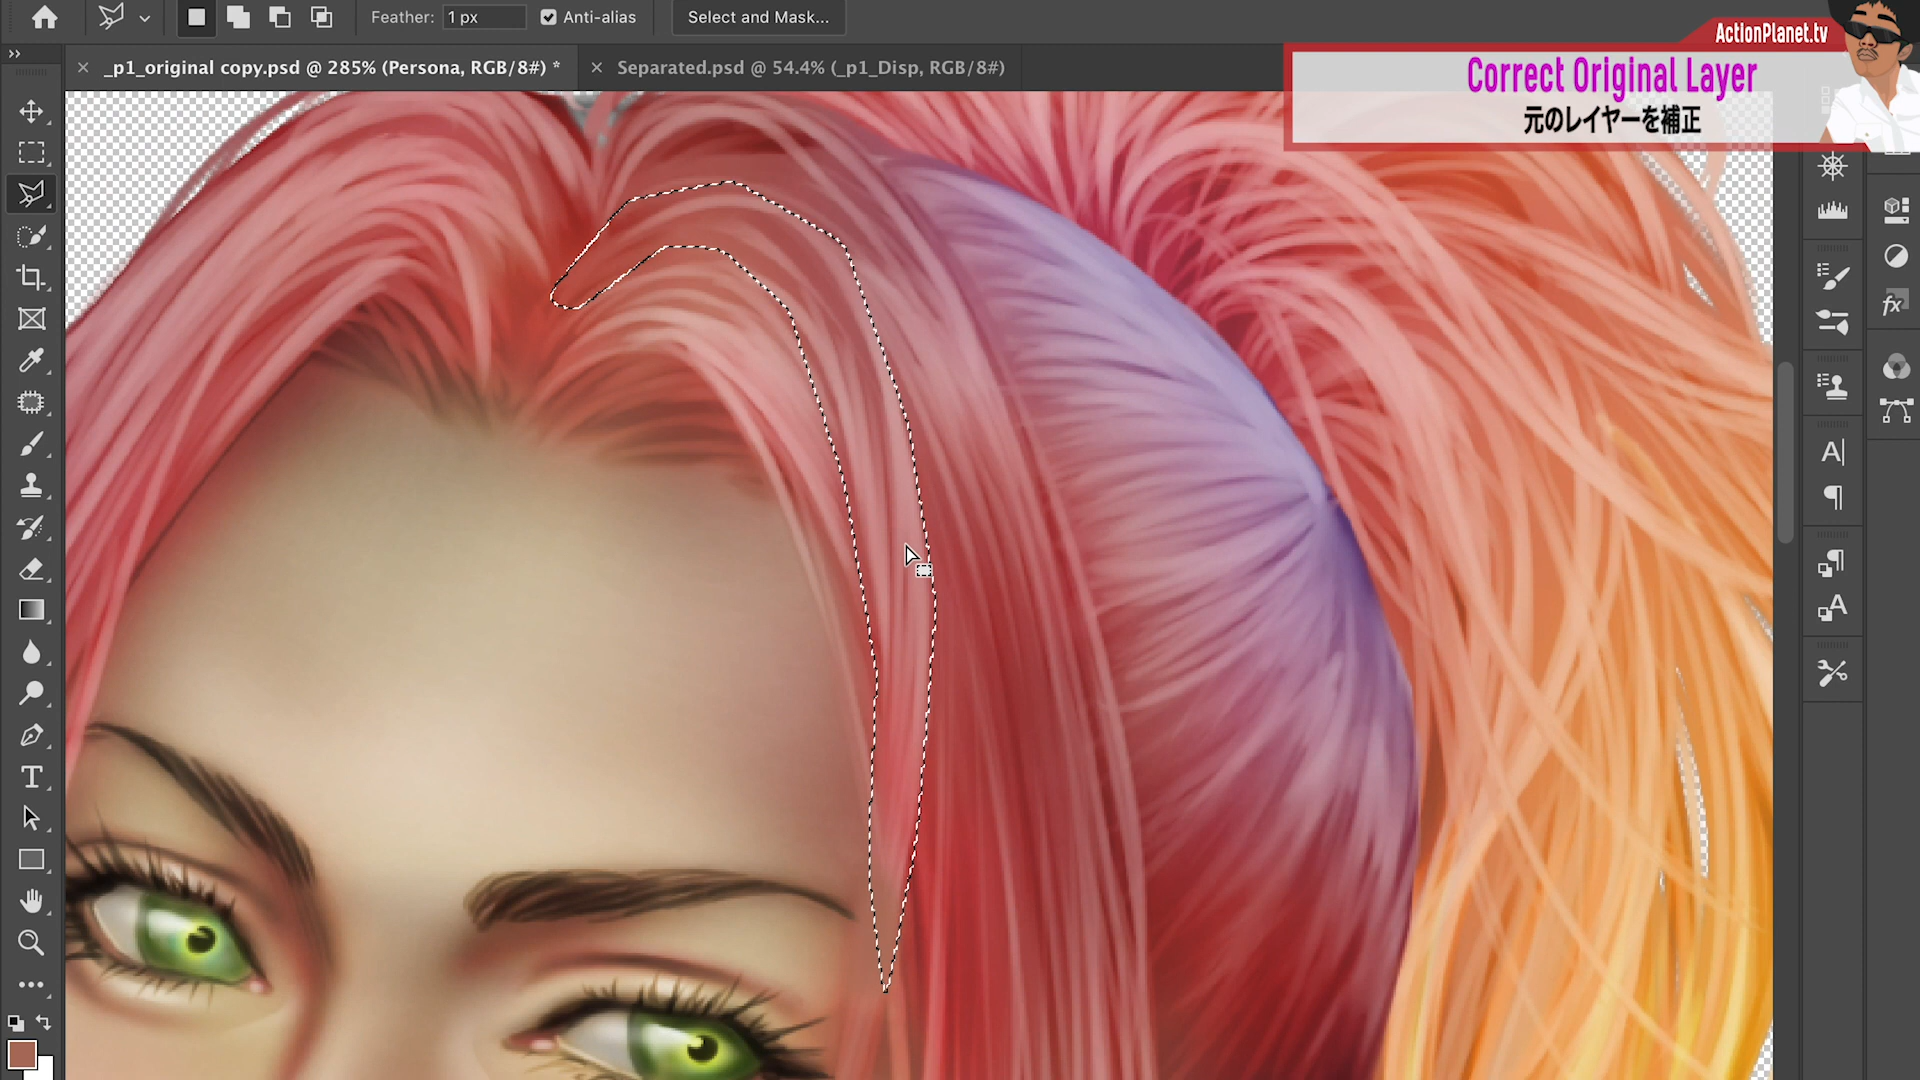 Feather: 1 px Anti-alias Select and Mask...
ActionPlanet.tv
_p1_original copy.psd @ 285% (Persona, RGB/8#) *
Separated.psd @ 54.4% (_p1_Disp, RGB/8#)
Correct Original Layer
元のレイヤーを補正